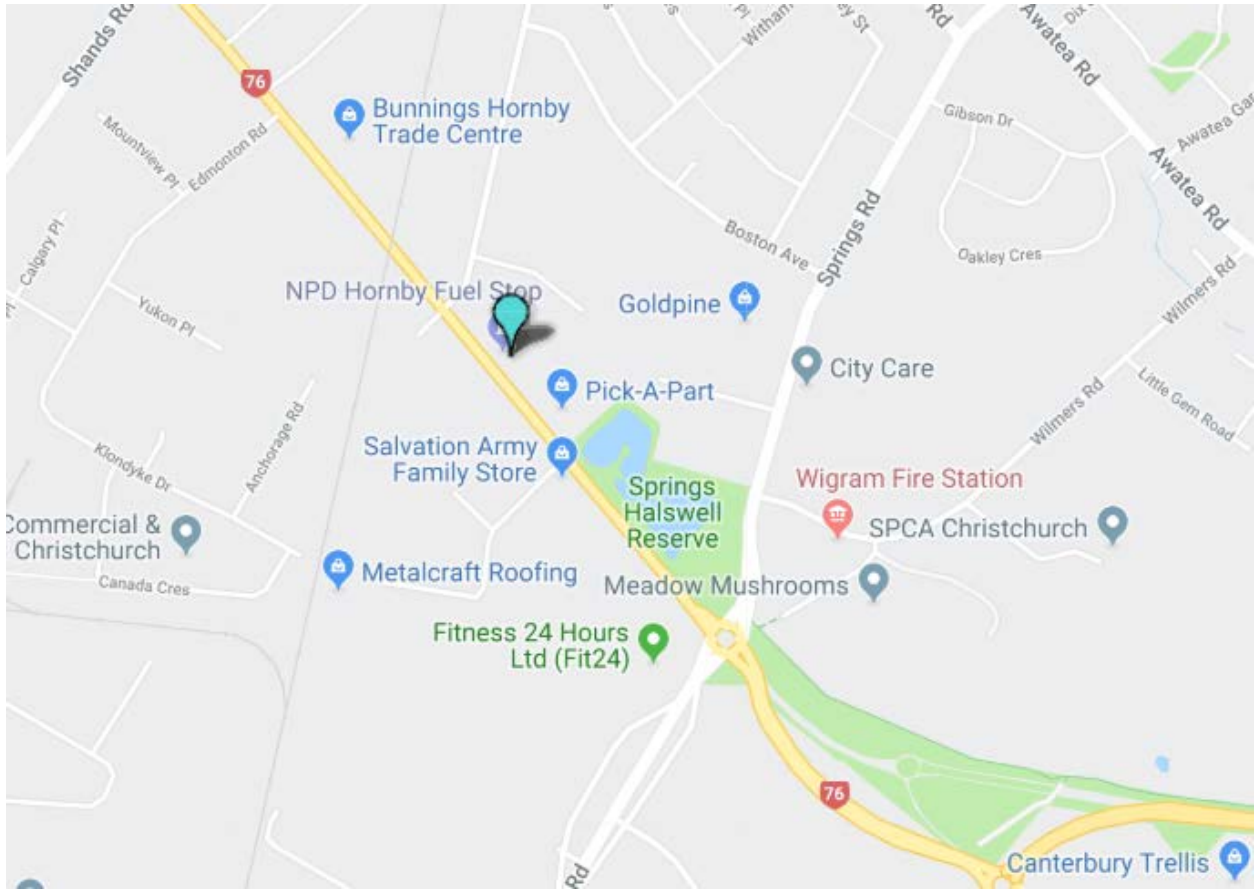 Shands Rd
76
Bunnings Hornby
Trade Centre
Mountview Pl
Edmonton Rd
Calgary Pl
Pl
Yukon Pl
NPD Hornby Fuel Stop
Goldpine
Pick-A-Part
Salvation Army
Family Store
Klondyke Dr
Anchorage Rd
Commercial &
Christchurch
Canada Cres
Metalcraft Roofing
Fitness 24 Hours
Ltd (Fit24)
Springs
Halswell
Reserve
Boston Ave
Springs Rd
Rd
Awatea Rd
Gibson Dr
Oakley Cres
Awatea Gar
Awatea Rd
Wilmers Rd
City Care
Wilmers Rd
Little Gem Road
Wigram Fire Station
SPCA Christchurch
Meadow Mushrooms
76
Canterbury Trellis
Rd